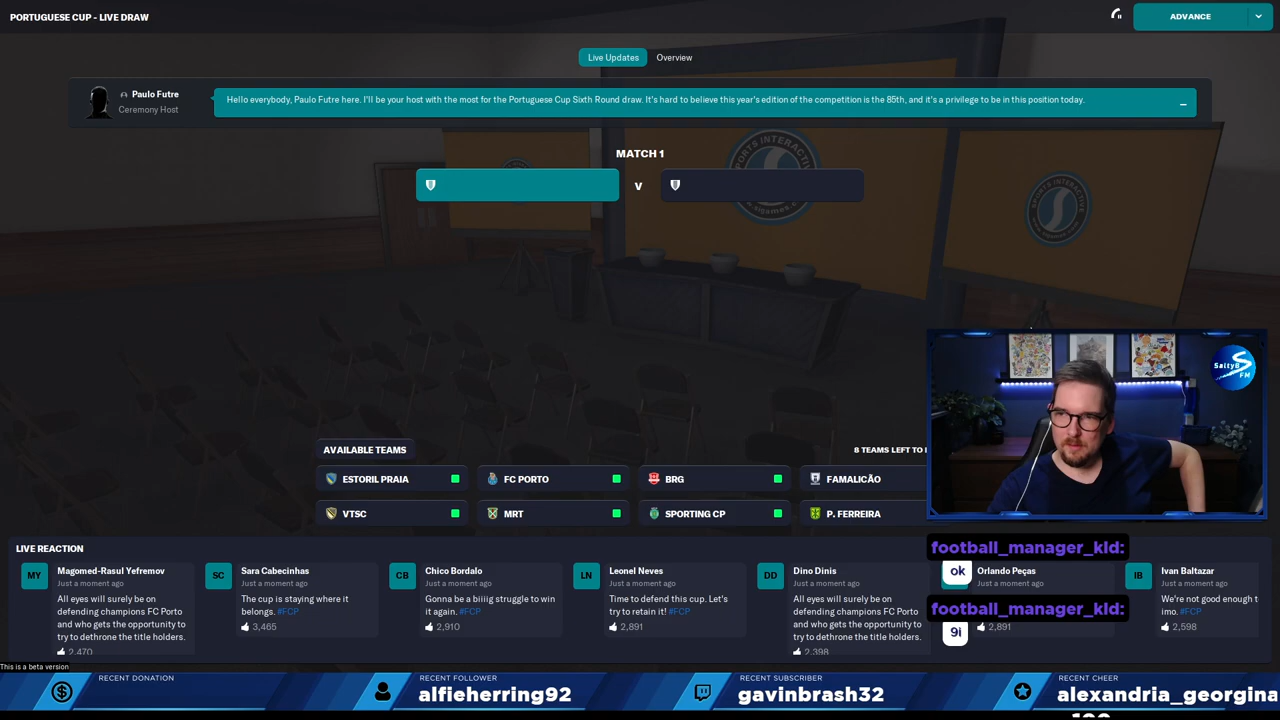 PORTUGUESE CUP - LIVE DRAW
ADVANCE
Live Updates
Overview
Paulo Futre
Ceremony Host
Hello everybody, Paulo Futre here. I'll be your host with the most for the Portuguese Cup Sixth Round draw. It's hard to believe this year's edition of the competition is the 85th, and it's a privilege to be in this position today.
MATCH 1
V
AVAILABLE TEAMS
8 TEAMS LEFT TO
ESTORIL PRAIA
FC PORTO
BRG
FAMALICÃO
VTSC
MRT
SPORTING CP
P. FERREIRA
SaltyB
FM
LIVE REACTION
MY
Magomed-Rasul Yefremov
Just a moment ago
All eyes will surely be on
defending champions FC Porto
and who gets the opportunity to
try to dethrone the title holders.
2,470
SC
Sara Cabecinhas
Just a moment ago
The cup is staying where it
belongs. #FCP
3,465
CB
Chico Bordalo
Just a moment ago
Gonna be a biiig struggle to win
it again. #FCP
2,910
LN
Leonel Neves
Just a moment ago
Time to defend this cup. Let's
try to retain it! #FCP
2,891
DD
Dino Dinis
Just a moment ago
All eyes will surely be on
defending champions FC Porto
and who gets the opportunity to
try to dethrone the title holders.
2,398
Orlando Peças
Just a moment ago
2,891
IB
Ivan Baltazar
Just a moment ago
We're not good enough t
imo. #FCP
2,598
football_manager_kld:
ok
football_manager_kld:
9i
This is a beta version
RECENT DONATION
RECENT FOLLOWER
alfieherring92
RECENT SUBSCRIBER
gavinbrash32
RECENT CHEER
alexandria_georgina